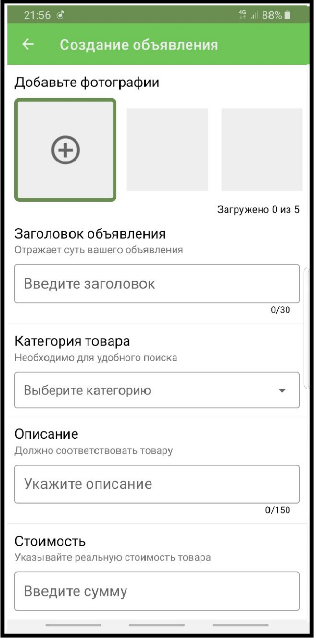 21:56 88%
Создание объявления
Добавьте фотографии
Загружено 0 из 5
Заголовок объявления
Отражает суть вашего объявления
Введите заголовок
0/30
Категория товара
Необходимо для удобного поиска
Выберите категорию
Описание
Должно соответствовать товару
Укажите описание
0/150
Стоимость
Указывайте реальную стоимость товара
Введите сумму